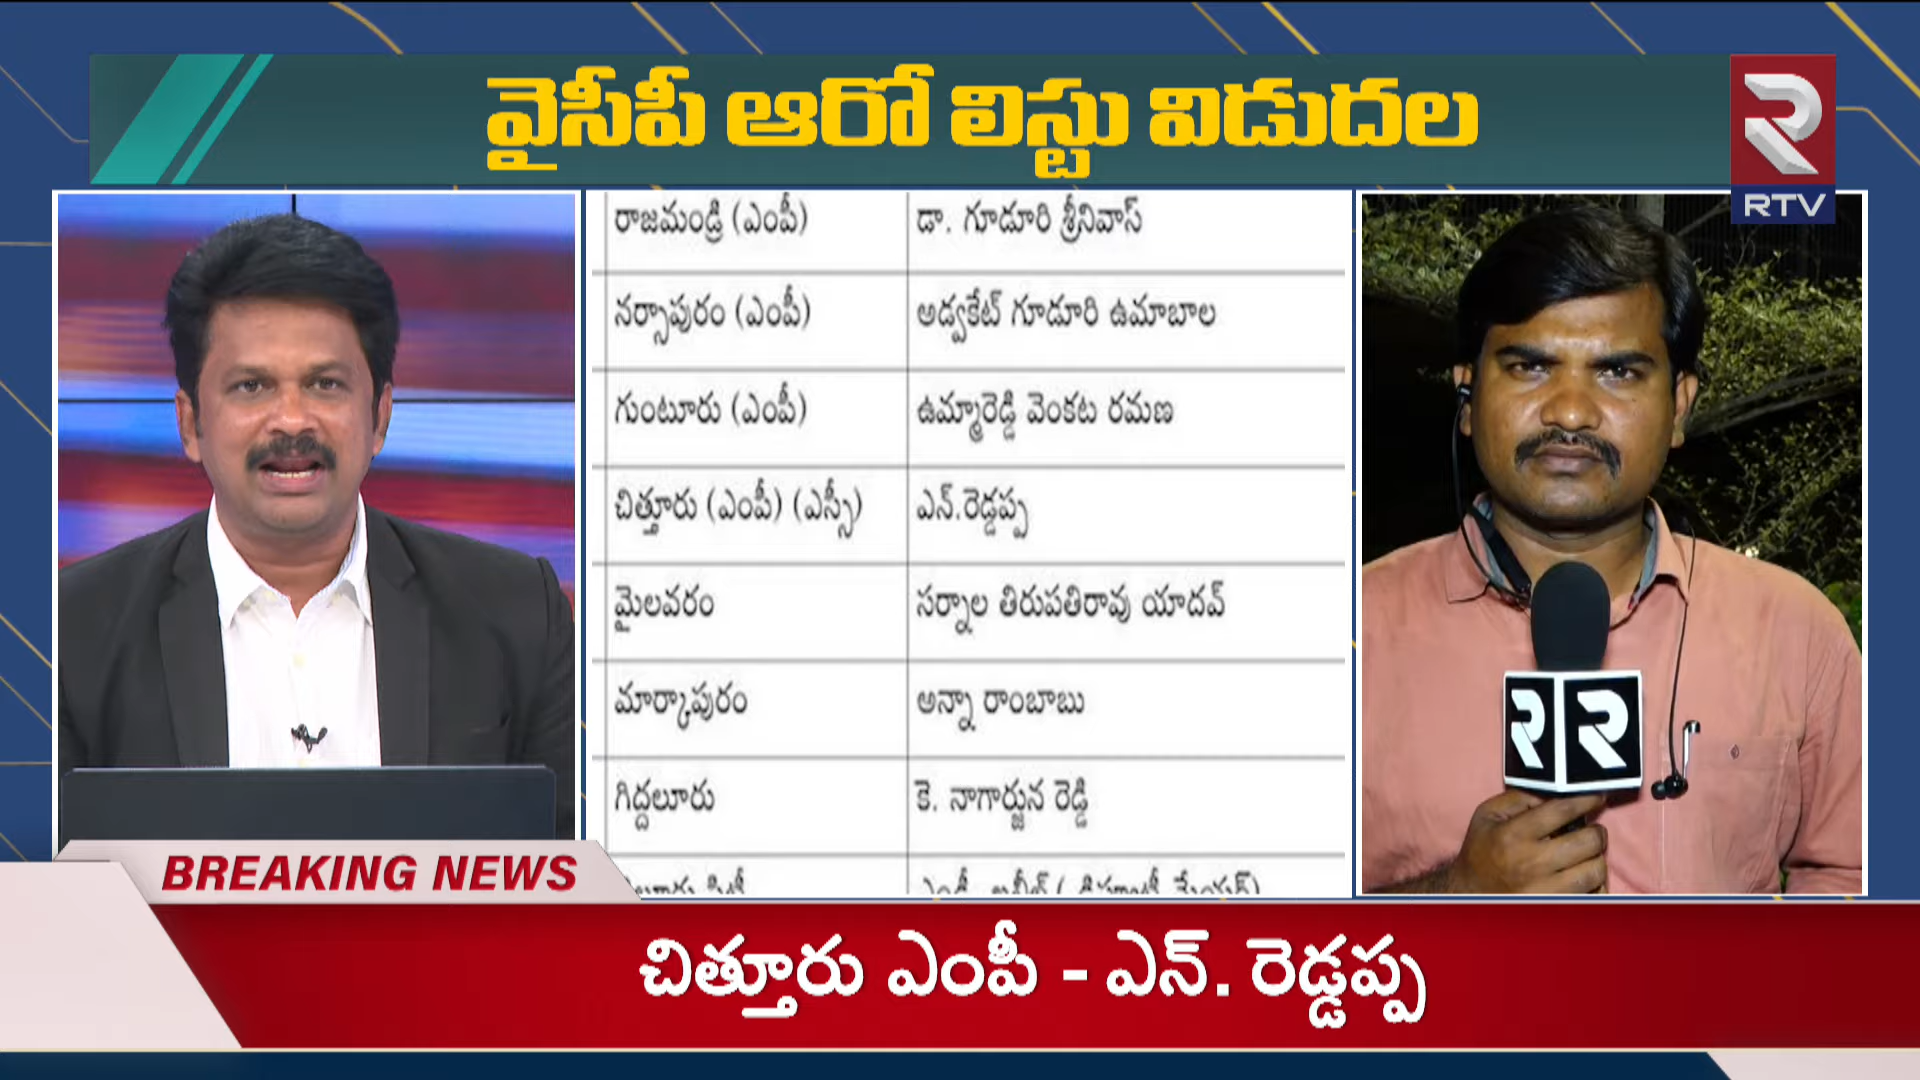 వైసీపీ ఆరో లిస్టు విడుదల
RTV
రాజమండ్రి (ఎంపీ) డా. గూడూరి శ్రీనివాస్
నర్సాపురం (ఎంపీ) అడ్వకేట్ గూడూరి ఉమాబాల
గుంటూరు (ఎంపీ) ఉమ్మారెడ్డి వెంకట రమణ
చిత్తూరు (ఎంపీ) (ఎస్సీ) ఎన్.రెడ్డప్ప
మైలవరం సర్నాల తిరుపతిరావు యాదవ్
మార్కాపురం అన్నా రాంబాబు
గిద్దలూరు కె. నాగార్జున రెడ్డి
BREAKING NEWS
చిత్తూరు ఎంపీ - ఎన్. రెడ్డప్ప